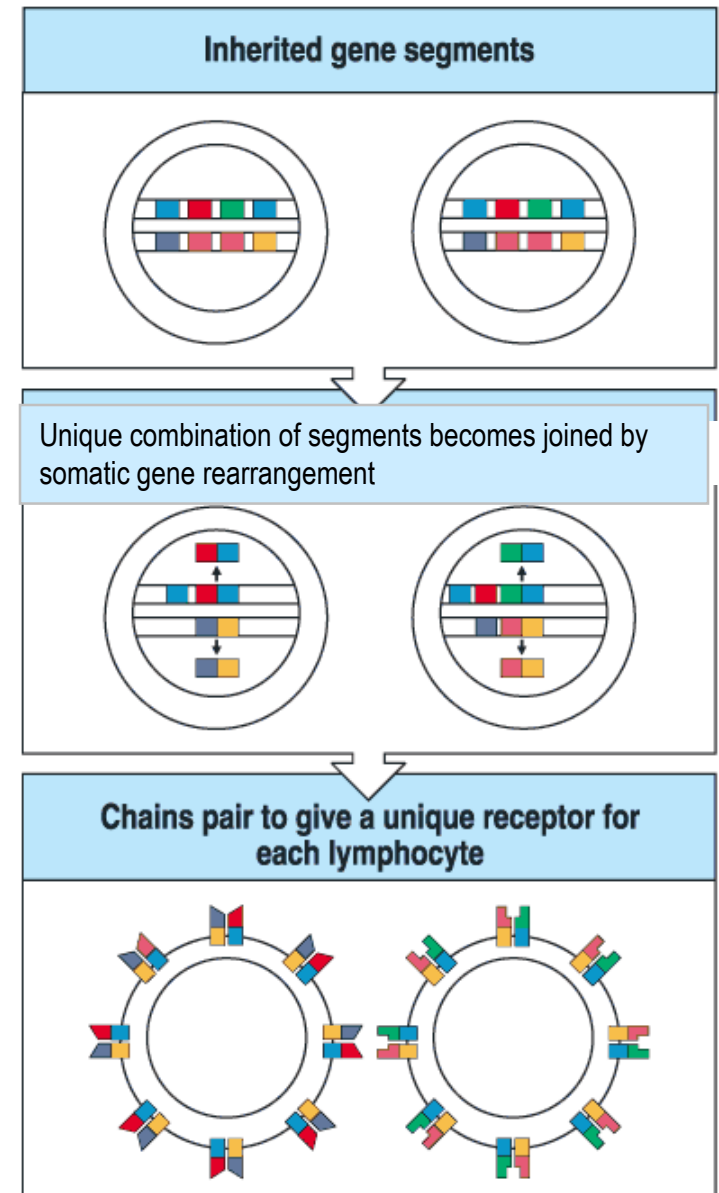 Inherited gene segments
Unique combination of segments becomes joined by
somatic gene rearrangement
Chains pair to give a unique receptor for
each lymphocyte